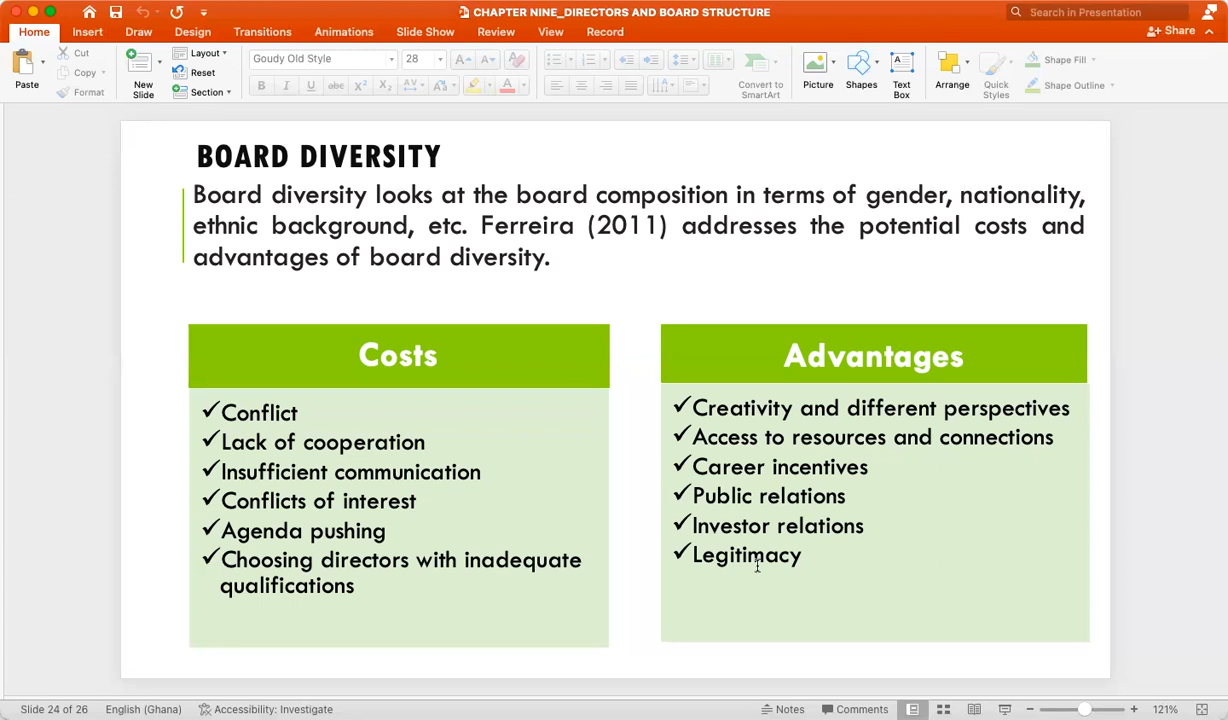 CHAPTER NINE_DIRECTORS AND BOARD STRUCTURE
Search in Presentation
Home Insert Draw Design Transitions Animations Slide Show Review View Record
Share
Paste
Cut
Copy
Format
New Slide
Layout
Reset
Section
Goudy Old Style 28
B I U abc X² X₂ AV Aa A
Convert to SmartArt
Picture
Shapes
Text Box
Arrange
Quick Styles
Shape Fill
Shape Outline
BOARD DIVERSITY
Board diversity looks at the board composition in terms of gender, nationality,
ethnic background, etc. Ferreira (2011) addresses the potential costs and
advantages of board diversity.
Costs
✓Conflict
✓Lack of cooperation
✓Insufficient communication
✓Conflicts of interest
✓Agenda pushing
✓Choosing directors with inadequate
qualifications
Advantages
✓Creativity and different perspectives
✓Access to resources and connections
✓Career incentives
✓Public relations
✓Investor relations
✓Legitimacy
Slide 24 of 26 English (Ghana) Accessibility: Investigate Notes Comments 121%